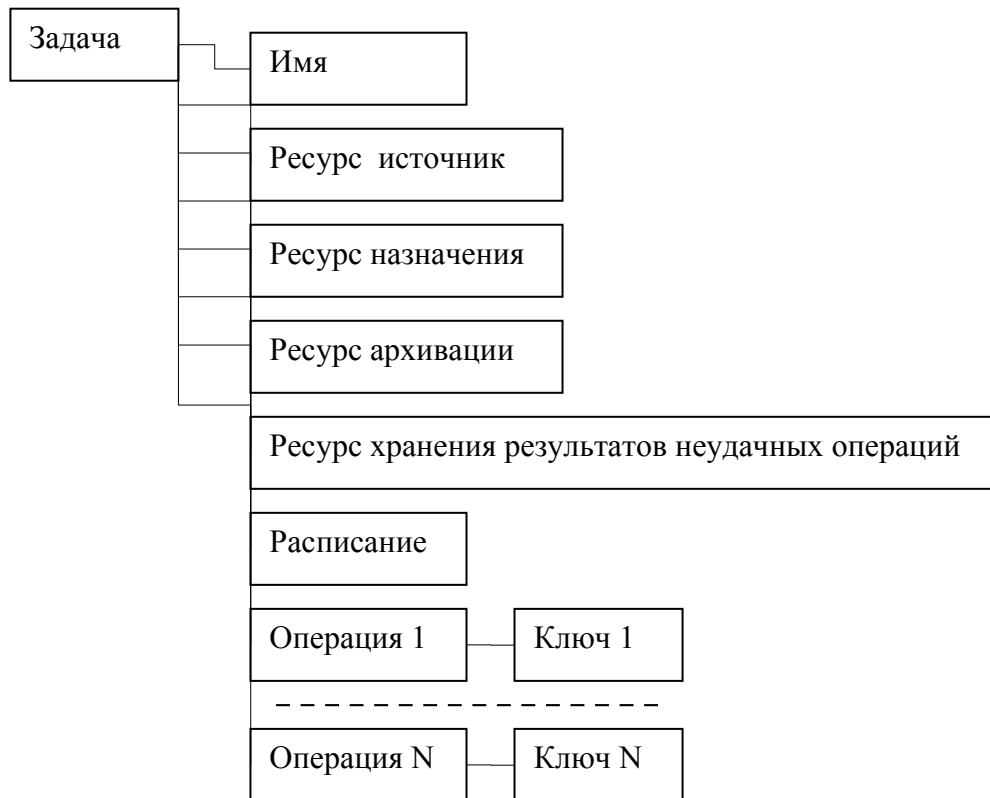 Задача
Имя
Ресурс источник
Ресурс назначения
Ресурс архивации
Ресурс хранения результатов неудачных операций
Расписание
Операция 1
Ключ 1
Операция N
Ключ N